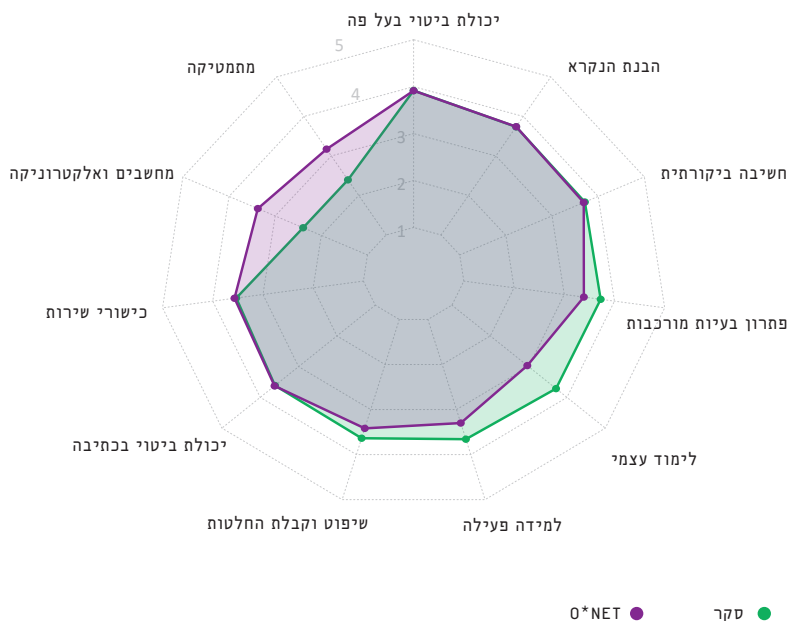 יכולת ביטוי בעל פה
הבנת הנקרא
חשיבה ביקורתית
פתרון בעיות מורכבות
לימוד עצמי
למידה פעילה
שיפוט וקבלת החלטות
יכולת ביטוי בכתיבה
כישורי שירות
מחשבים ואלקטרוניקה
מתמטיקה
5
4
3
2
1
סקר
O*NET